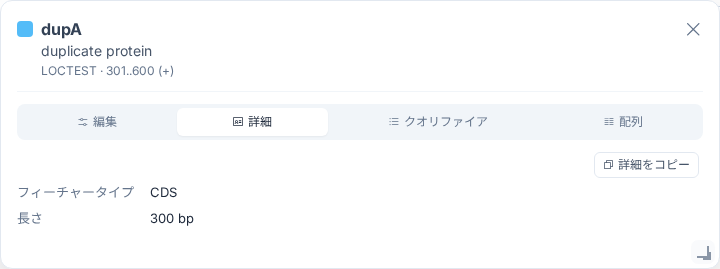 dupA
duplicate protein
LOCTEST · 301..600 (+)
編集 詳細 クオリファイア 配列
詳細をコピー
フィーチャータイプ CDS
長さ 300 bp